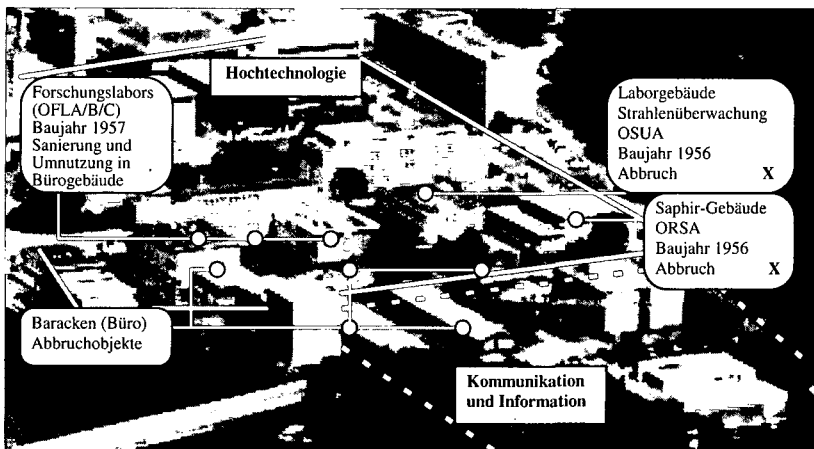 Hochtechnologie
Forschungslabors
(OFLA/B/C)
Baujahr 1957
Sanierung und
Umnutzung in
Bürogebäude
Laborgebäude
Strahlenüberwachung
OSUA
Baujahr 1956
Abbruch X
Saphir-Gebäude
ORSA
Baujahr 1956
Abbruch X
Baracken (Büro)
Abbruchobjekte
Kommunikation
und Information